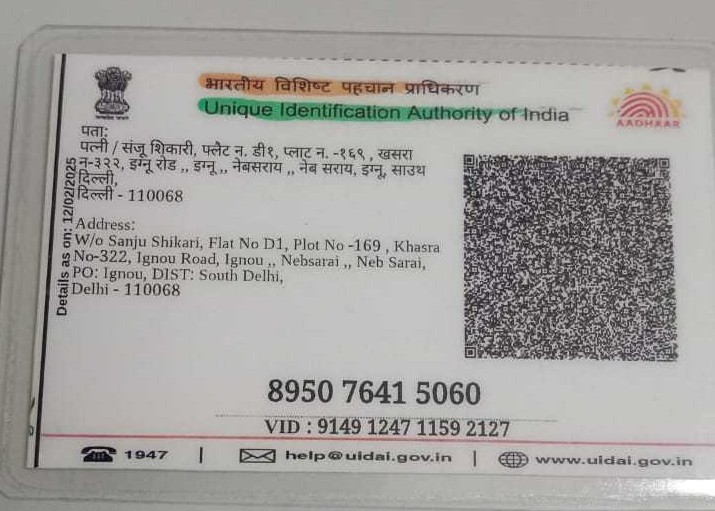 भारतीय विशिष्ट पहचान प्राधिकरण
Unique Identification Authority of India
AADHAAR
पता:
पत्नी / संजू शिकारी, फ्लैट न. डी१, प्लाट न. -१६९ , खसरा
न-३२२, इग्नू रोड ,, इग्नू ,, नेबसराय ,, नेब सराय, इग्नू, साउथ
दिल्ली,
दिल्ली - 110068
Address:
W/o Sanju Shikari, Flat No D1, Plot No -169 , Khasra
No-322, Ignou Road, Ignou ,, Nebsarai ,, Neb Sarai,
PO: Ignou, DIST: South Delhi,
Delhi - 110068
Details as on: 12/02/2025
8950 7641 5060
VID : 9149 1247 1159 2127
1947 | help@uidai.gov.in | www.uidai.gov.in